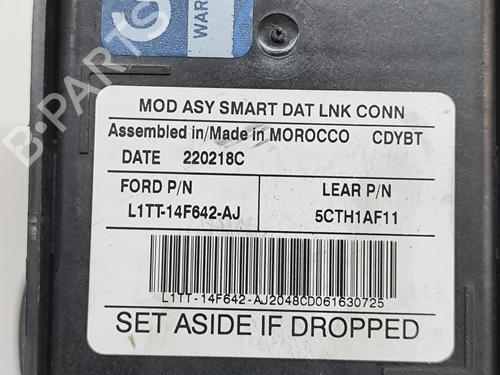 WAR
MOD ASY SMART DAT LNK CONN
Assembled in/Made in MOROCCO CDYBT
DATE 220218C
FORD P/N LEAR P/N
L1TT-14F642-AJ 5CTH1AF11
L1TT-14F642-AJ2048CD061630725
SET ASIDE IF DROPPED
B-PARTS